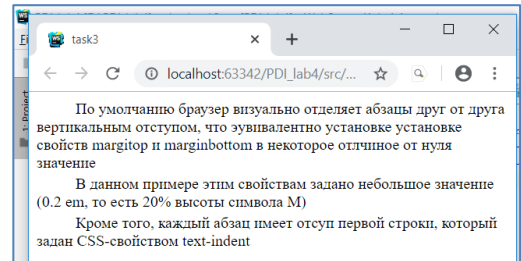 task3
localhost:63342/PDI_lab4/src/...
1: Project
По умолчанию браузер визуально отделяет абзацы друг от друга
вертикальным отступом, что эувивалентно установке установке
свойств margitop и marginbottom в некоторое отлчиное от нуля
значение
В данном примере этим свойствам задано небольшое значение
(0.2 em, то есть 20% высоты символа M)
Кроме того, каждый абзац имеет отсуп первой строки, который
задан CSS-свойством text-indent